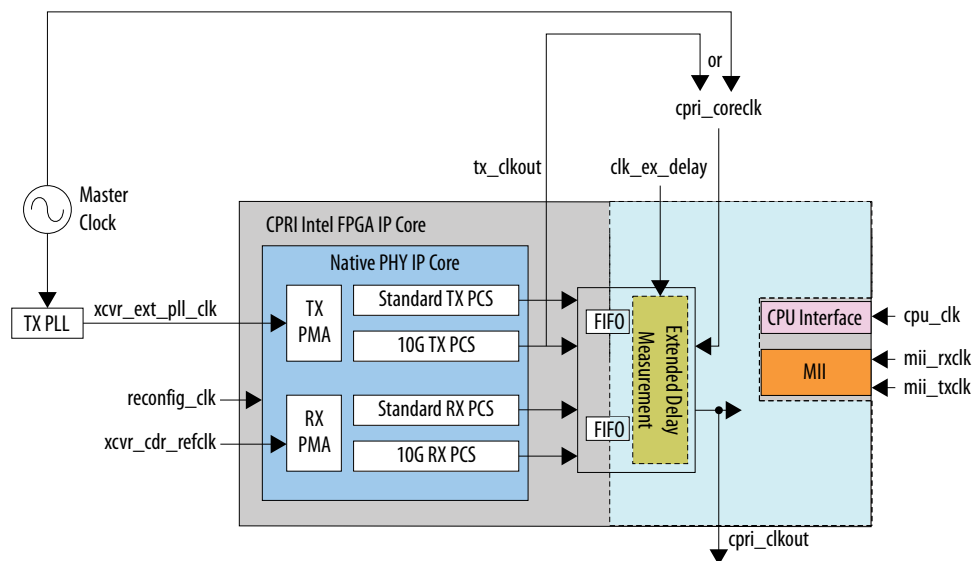 or
cpri_coreclk
tx_clkout
clk_ex_delay
Master
Clock
CPRI Intel FPGA IP Core
Native PHY IP Core
TX PLL
xcvr_ext_pll_clk
TX
PMA
Standard TX PCS
10G TX PCS
FIFO
Extended Delay
Measurement
CPU Interface
cpu_clk
MII
mii_rxclk
mii_txclk
reconfig_clk
xcvr_cdr_refclk
RX
PMA
Standard RX PCS
10G RX PCS
FIFO
cpri_clkout